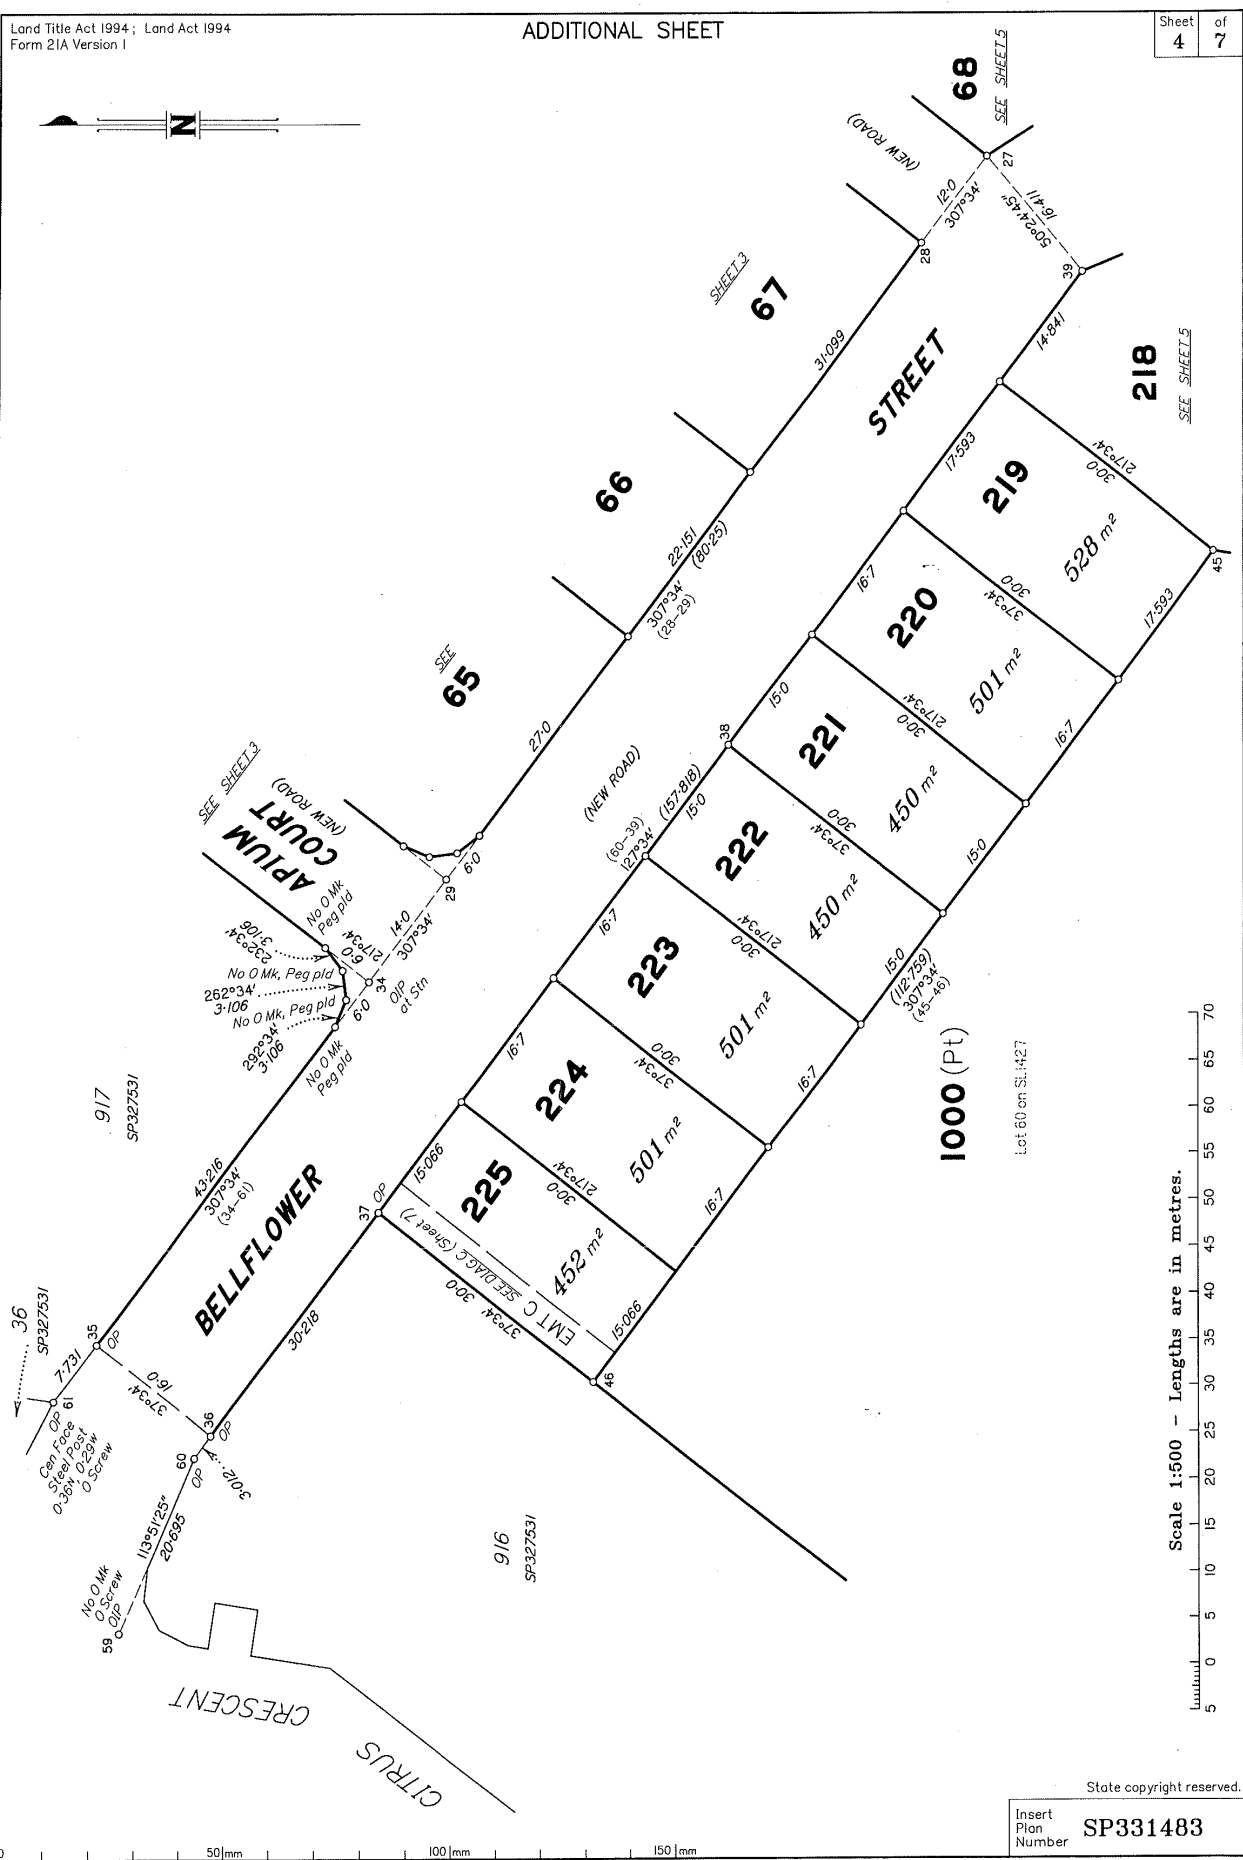 Land Title Act 1994 ; Land Act 1994
Form 21A Version 1
ADDITIONAL SHEET
Sheet
4
of
7
N
68
SEE SHEET 5
(NEW ROAD)
27
12·0
307°34'
50°24'45"
16·411
28
39
SHEET 3
67
31·099
14·841
STREET
218
SEE SHEET 5
66
17·593
219
217°34'
30·0
528 m²
22·151
(80·25)
307°34'
(28-29)
45
SEE
65
16·7
220
30·0
37°34'
17·593
501 m²
27·0
15·0
221
217°34'
30·0
16·7
450 m²
SEE SHEET 3
(NEW ROAD)
APIUM
COURT
(NEW ROAD)
38
(157·818)
15·0
(60-39)
127°34'
222
30·0
37°34'
15·0
450 m²
6·0
29
14·0
307°34'
No O Mk
Peg pld
232°34'
3·106
6·0
217°34'
No O Mk, Peg pld
262°34'
3·106
No O Mk, Peg pld
34
OIP
at Stn
6·0
292°34'
3·106
No O Mk
Peg pld
16·7
223
217°34'
30·0
15·0
(112·759)
307°34'
(45-46)
501 m²
16·7
224
30·0
37°34'
16·7
501 m²
1000 (Pt)
Lot 60 on SL1427
917
SP327531
43·216
307°34'
(34-61)
BELLFLOWER
37
OP
15·066
225
217°34'
30·0
16·7
452 m²
EMT C SEE DIAG.C (Sheet 7)
30·0
37°34'
15·066
46
30·218
36
SP327531
7·731
35
OP
61
OP
Cen Face
Steel Post
0·36N, 0·29W
O Screw
16·0
37°34'
36
OP
60
OP
3·012
113°51'25"
20·695
No O Mk
O Screw
OIP
59
916
SP327531
CITRUS
CRESCENT
Scale 1:500 – Lengths are in metres.
5 0 5 10 15 20 25 30 35 40 45 50 55 60 65 70
State copyright reserved.
Insert
Plan
Number
SP331483
0 50 mm 100 mm 150 mm